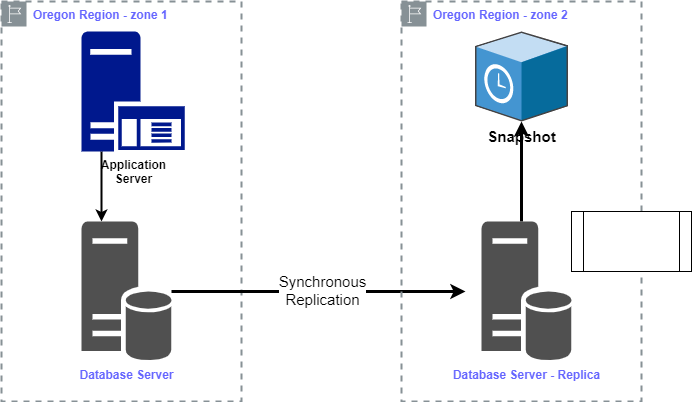 Oregon Region - zone 1
Oregon Region - zone 2
Snapshot
Application
Server
Synchronous
Replication
Database Server
Database Server - Replica